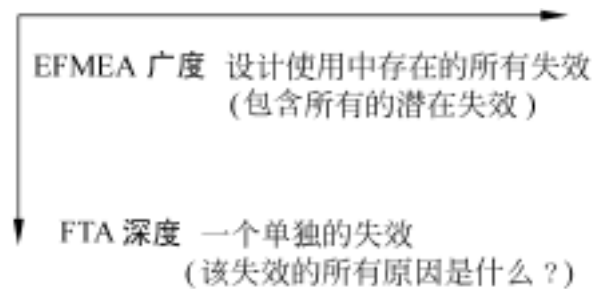 EFMEA 广度 设计使用中存在的所有失效
(包含所有的潜在失效)
FTA 深度 一个单独的失效
(该失效的所有原因是什么?)